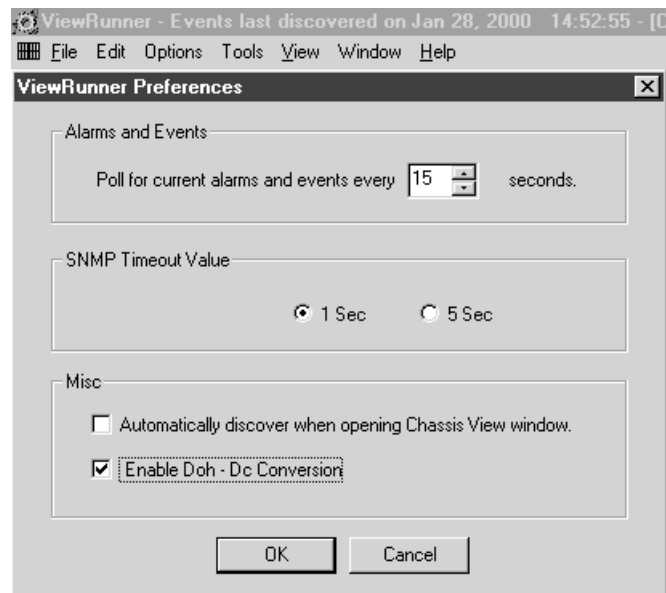 ViewRunner - Events last discovered on Jan 28, 2000 14:52:55 - [C
File Edit Options Tools View Window Help
ViewRunner Preferences
Alarms and Events
Poll for current alarms and events every 15 seconds.
SNMP Timeout Value
1 Sec 5 Sec
Misc
Automatically discover when opening Chassis View window.
Enable Doh - Dc Conversion
OK Cancel